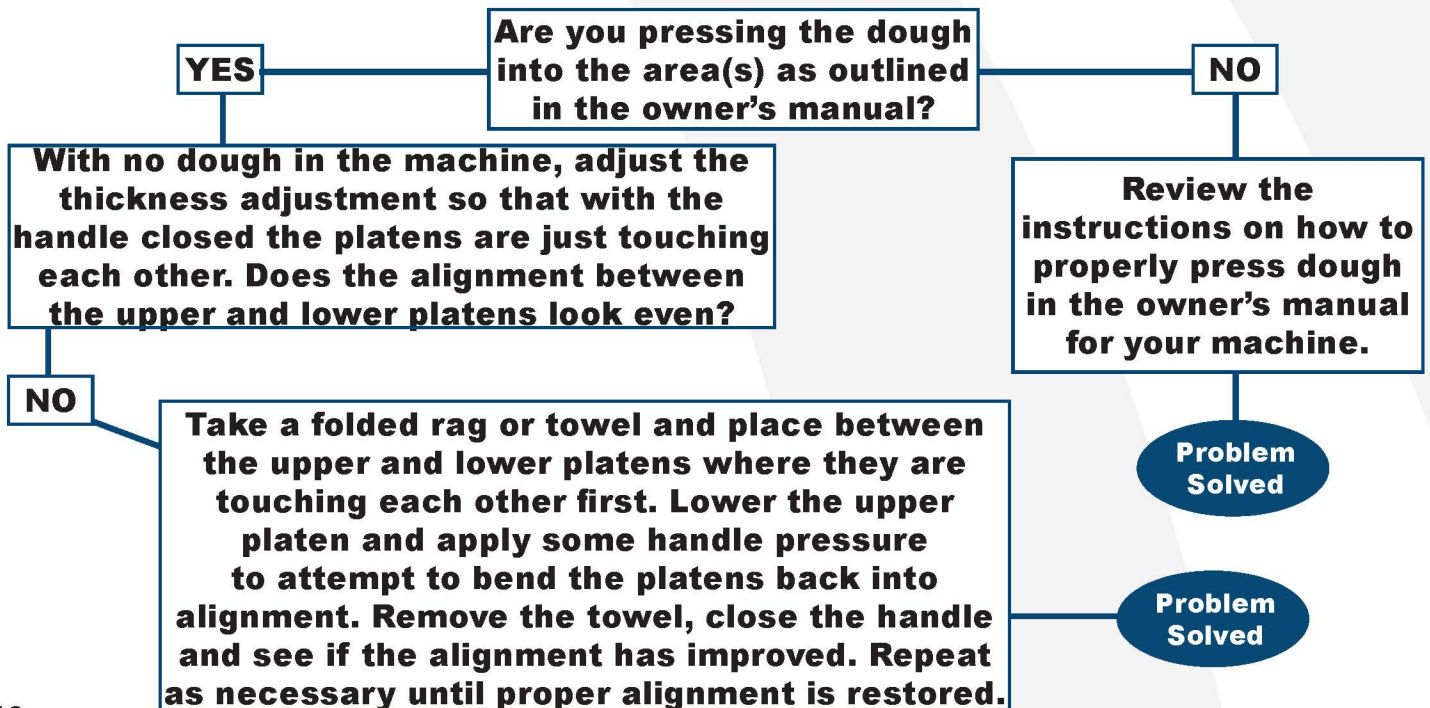 Are you pressing the dough
into the area(s) as outlined
in the owner’s manual?
YES
NO
With no dough in the machine, adjust the
thickness adjustment so that with the
handle closed the platens are just touching
each other. Does the alignment between
the upper and lower platens look even?
Review the
instructions on how to
properly press dough
in the owner’s manual
for your machine.
NO
Problem
Solved
Take a folded rag or towel and place between
the upper and lower platens where they are
touching each other first. Lower the upper
platen and apply some handle pressure
to attempt to bend the platens back into
alignment. Remove the towel, close the handle
and see if the alignment has improved. Repeat
as necessary until proper alignment is restored.
Problem
Solved